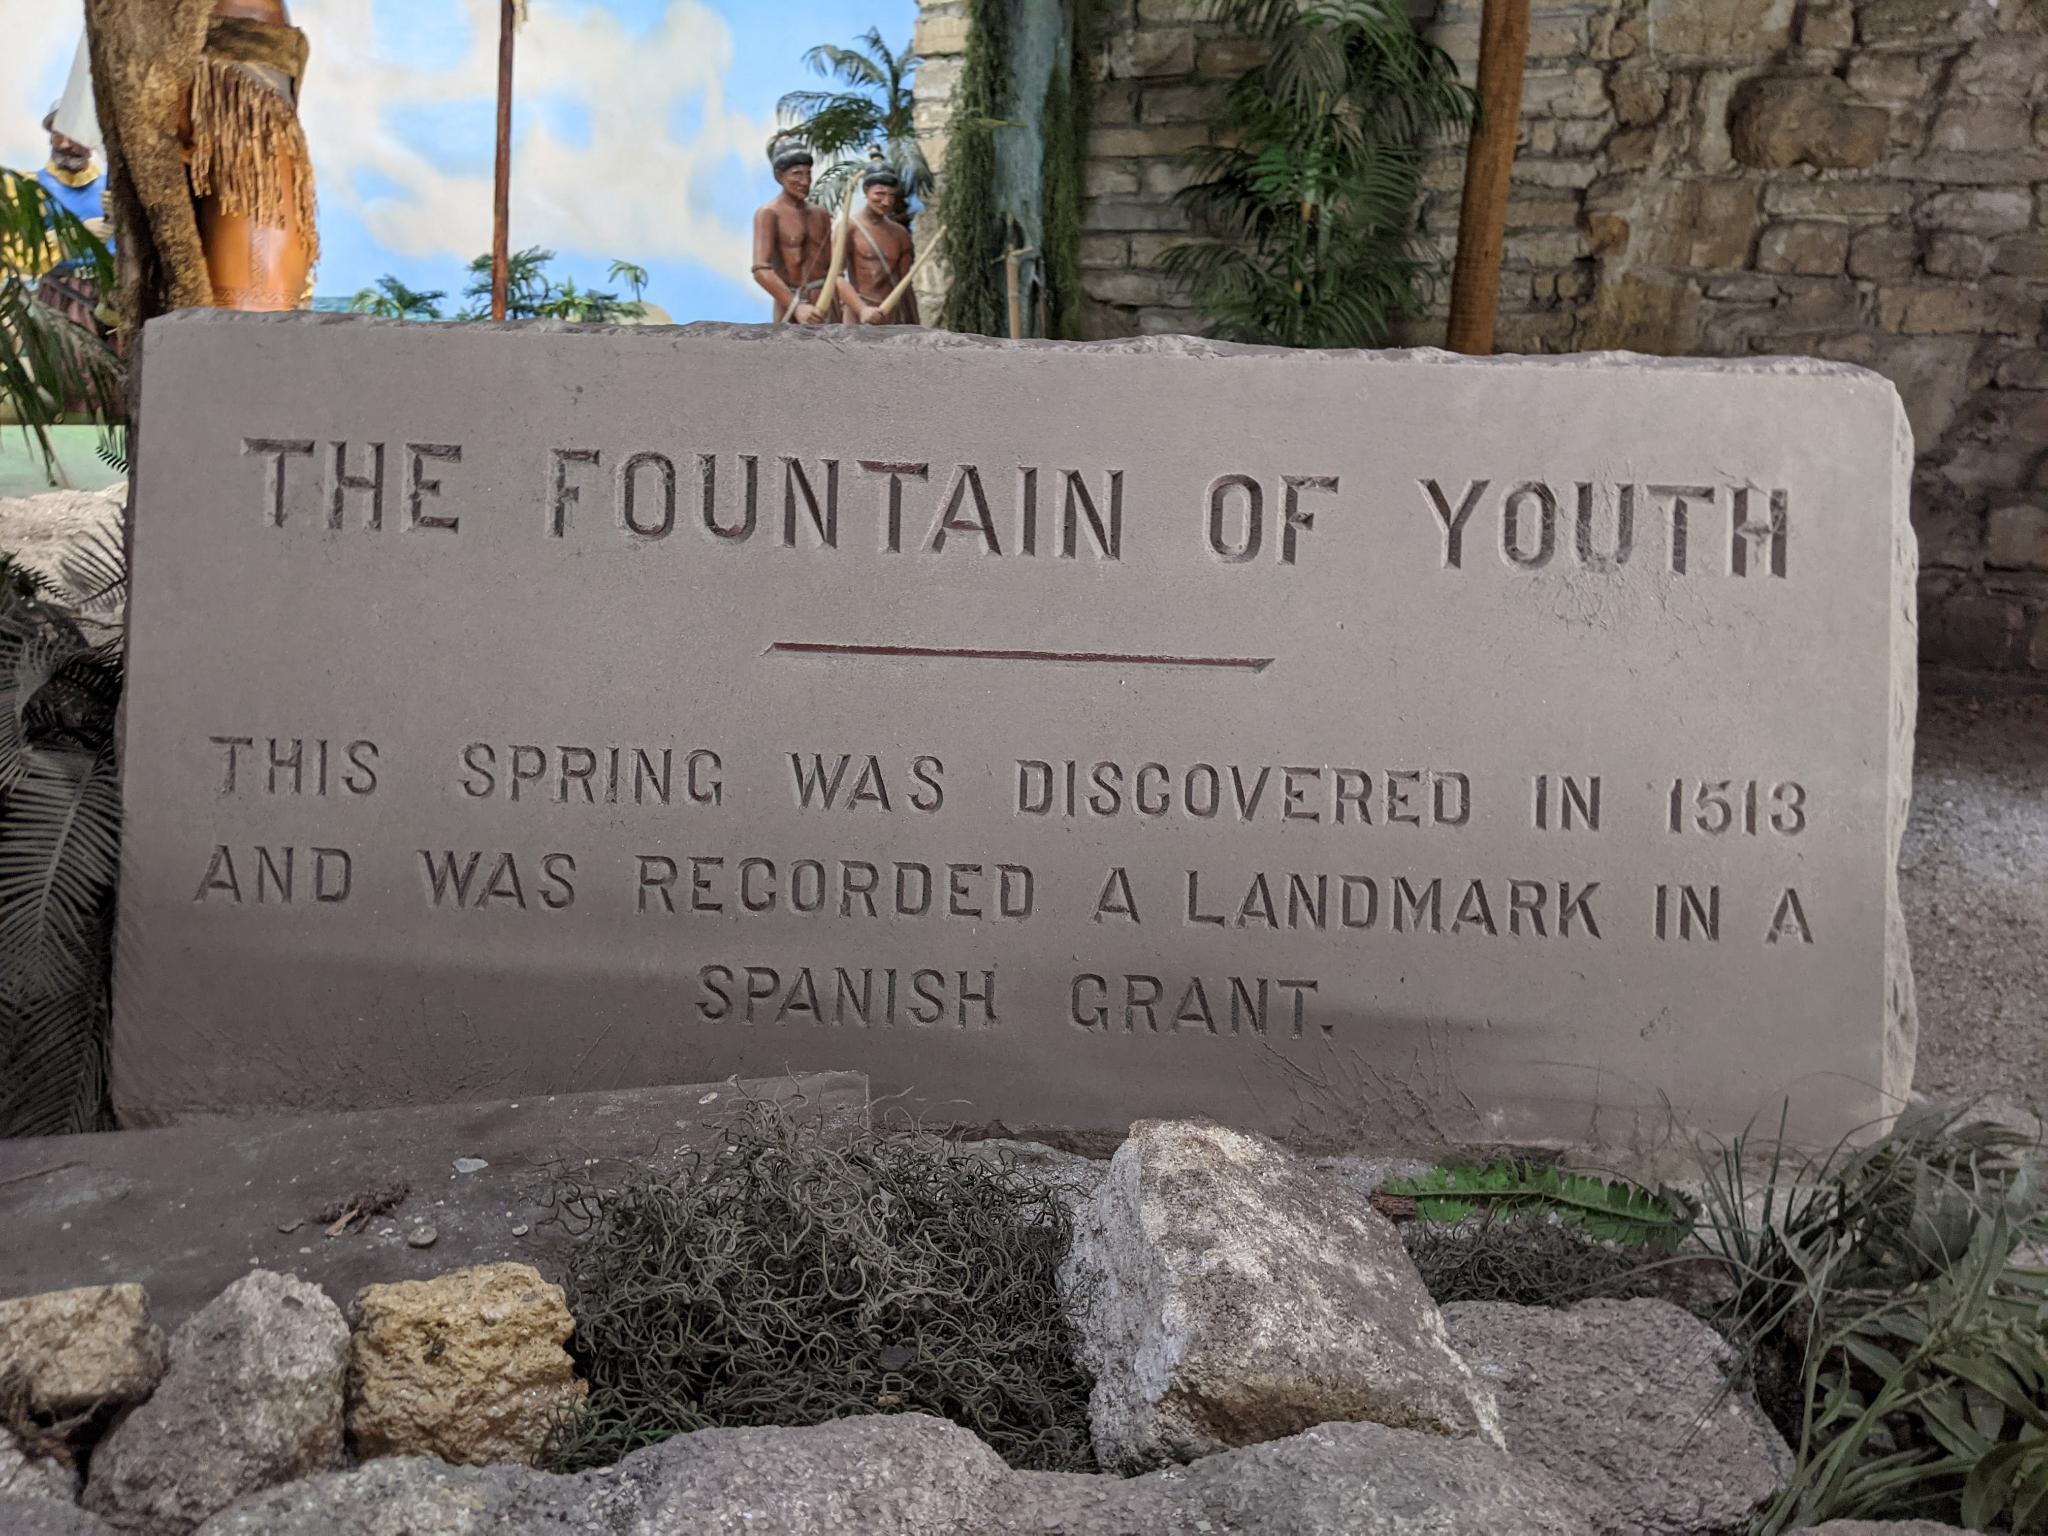 THE FOUNTAIN OF YOUTH
THIS SPRING WAS DISCOVERED IN 1513
AND WAS RECORDED A LANDMARK IN A
SPANISH GRANT.